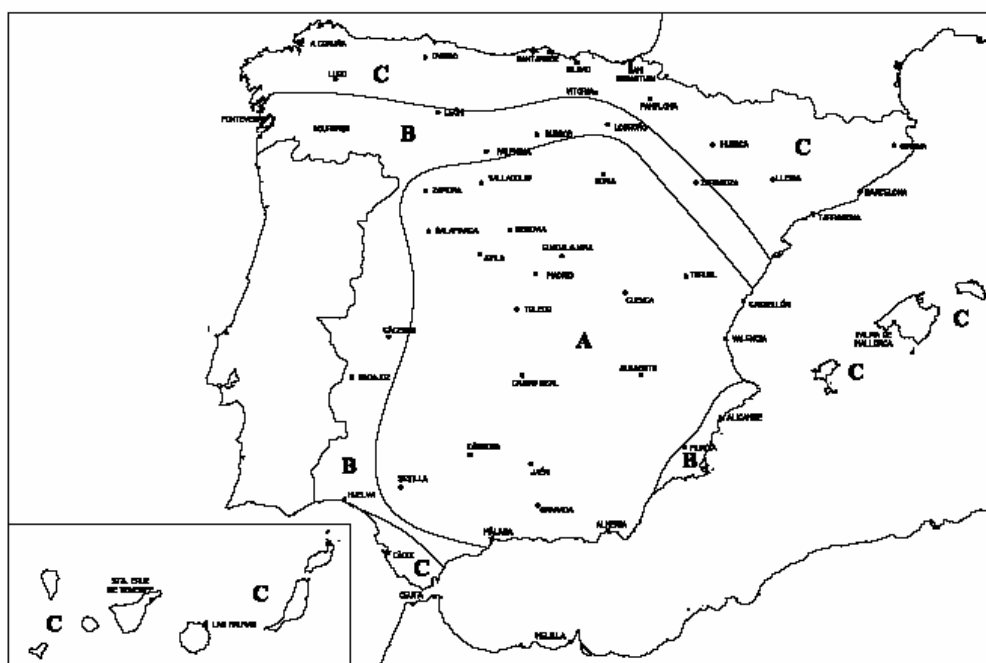 A CORUÑA
OVIEDO
SANTANDER
BILBAO
SAN
SEBASTIAN
LUGO
C
VITORIA
PAMPLONA
PONTEVEDRA
LEÓN
OURENSE
B
BURGOS
LOGROÑO
HUESCA
C
GIRONA
PALENCIA
ZAMORA
VALLADOLID
SORIA
ZARAGOZA
LLEIDA
BARCELONA
TARRAGONA
SALAMANCA
SEGOVIA
GUADALAJARA
AVILA
MADRID
TERUEL
CUENCA
CASTELLÓN
TOLEDO
C
CÁCERES
A
VALENCIA
PALMA DE
MALLORCA
BADAJOZ
CIUDAD REAL
ALBACETE
C
ALICANTE
CÓRDOBA
MURCIA
B
B
JAÉN
SEVILLA
HUELVA
GRANADA
MÁLAGA
ALMERIA
CÁDIZ
C
CEUTA
MELILLA
STA. CRUZ
DE TENERIFE
C
C
LAS PALMAS